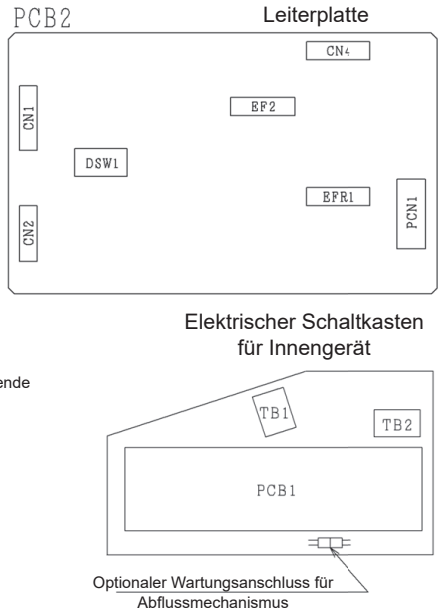 PCB2
Leiterplatte
CN4
CN1
EF2
DSW1
EFR1
PCN1
CN2
Elektrischer Schaltkasten
für Innengerät
ende
TB1
TB2
PCB1
Optionaler Wartungsanschluss für
Abflussmechanismus